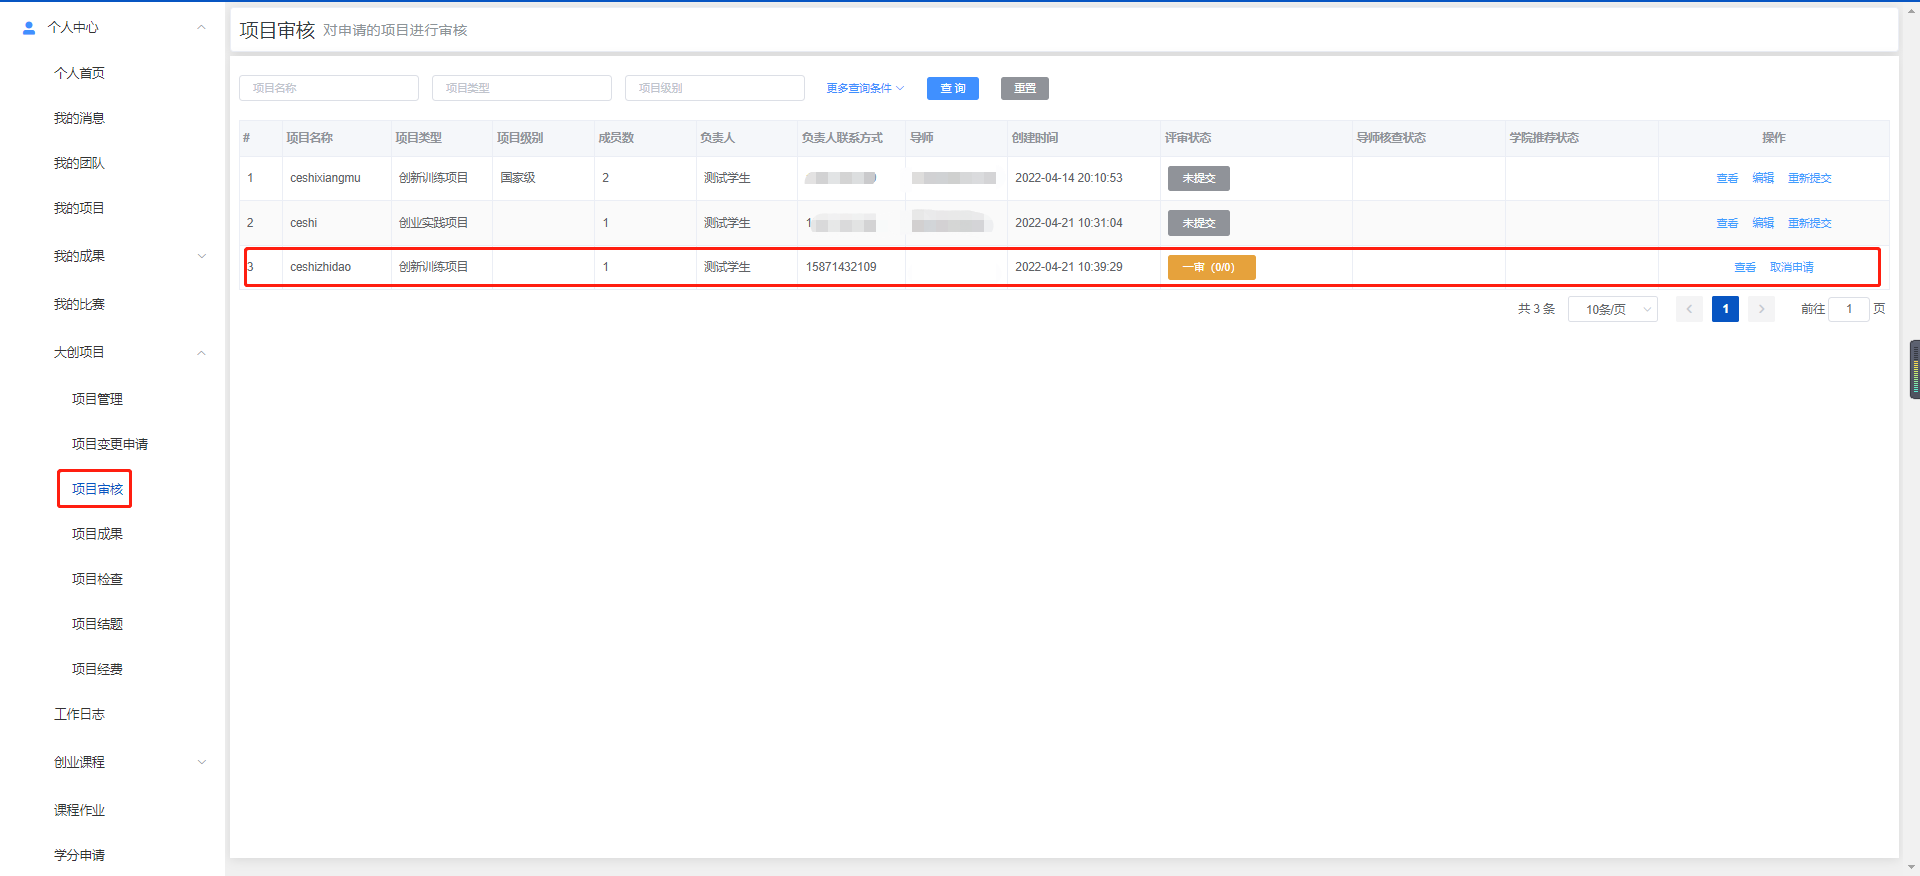 个人中心
个人首页
我的消息
我的团队
我的项目
我的成果
我的比赛
大创项目
项目管理
项目变更申请
项目审核
项目成果
项目检查
项目结题
项目经费
工作日志
创业课程
课程作业
学分申请
项目审核 对申请的项目进行审核
项目名称 项目类型 项目级别 更多查询条件 查询 重置
# 项目名称 项目类型 项目级别 成员数 负责人 负责人联系方式 导师 创建时间 评审状态 导师核查状态 学院推荐状态 操作
1 ceshixiangmu 创新训练项目 国家级 2 测试学生 2022-04-14 20:10:53 未提交 查看 编辑 重新提交
2 ceshi 创业实践项目 1 测试学生 1 2022-04-21 10:31:04 未提交 查看 编辑 重新提交
3 ceshizhidao 创新训练项目 1 测试学生 15871432109 2022-04-21 10:39:29 一审（0/0） 查看 取消申请
共 3 条 10条/页 1 前往 1 页